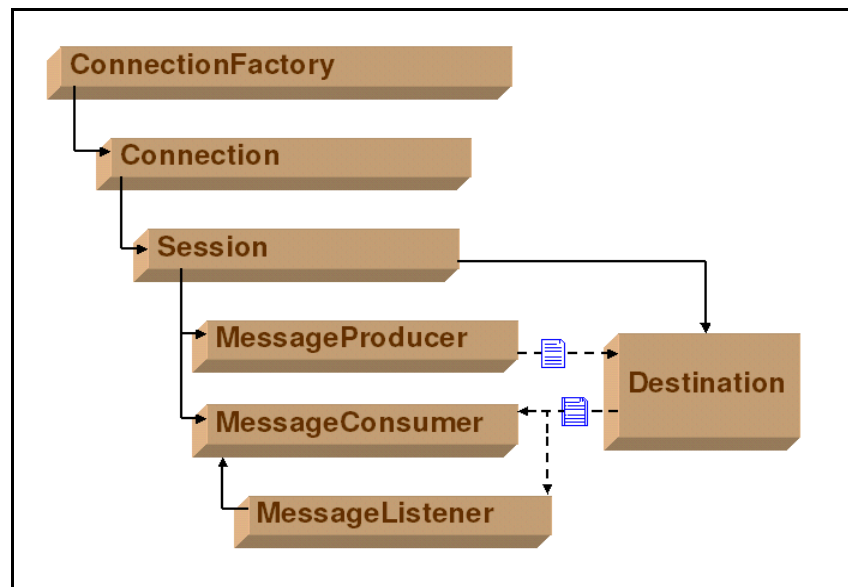 ConnectionFactory
Connection
Session
MessageProducer
Destination
MessageConsumer
MessageListener